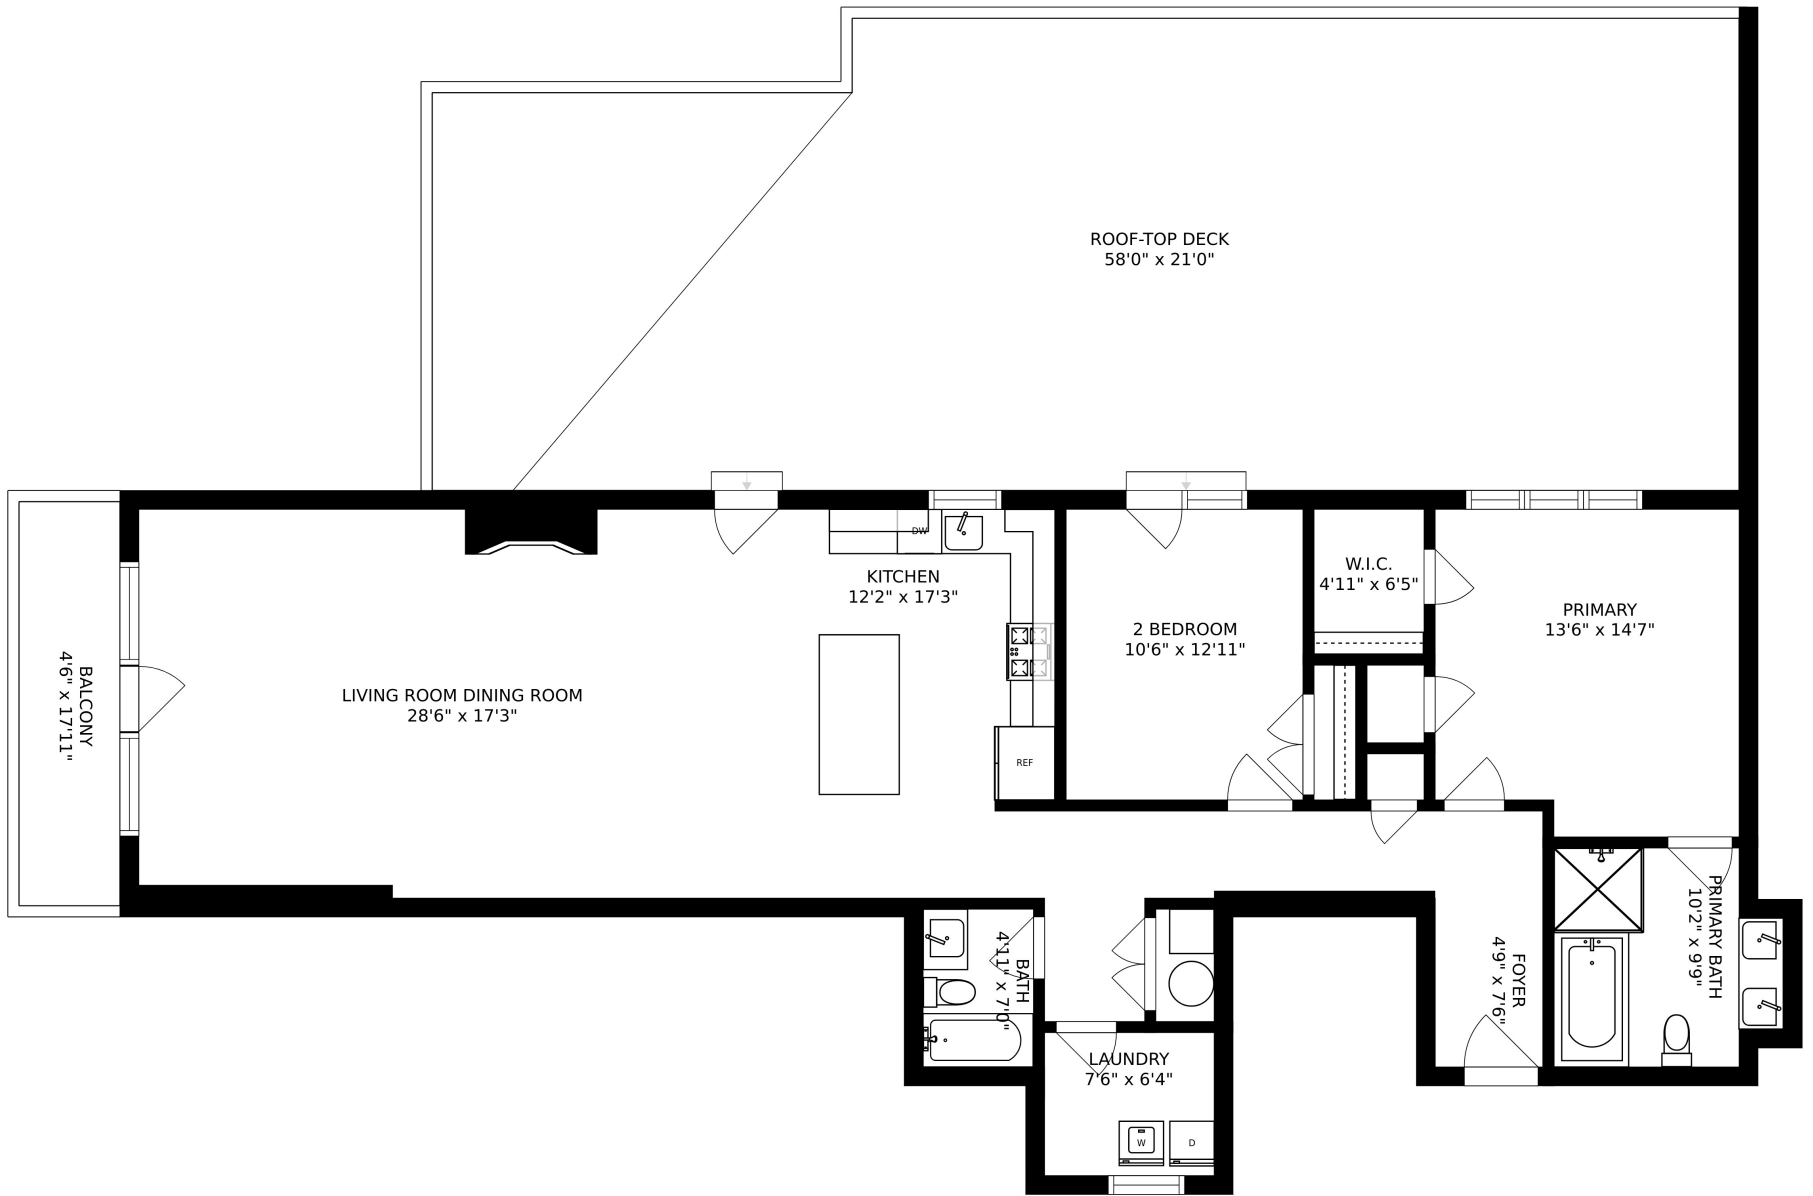 ROOF-TOP DECK
58'0" x 21'0"
DW
KITCHEN
12'2" x 17'3"
W.I.C.
4'11" x 6'5"
PRIMARY
13'6" x 14'7"
2 BEDROOM
10'6" x 12'11"
BALCONY
4'6" x 17'11"
LIVING ROOM DINING ROOM
28'6" x 17'3"
REF
BATH
4'11" x 7'0"
FOYER
4'9" x 7'6"
PRIMARY BATH
10'2" x 9'9"
LAUNDRY
7'6" x 6'4"
W
D